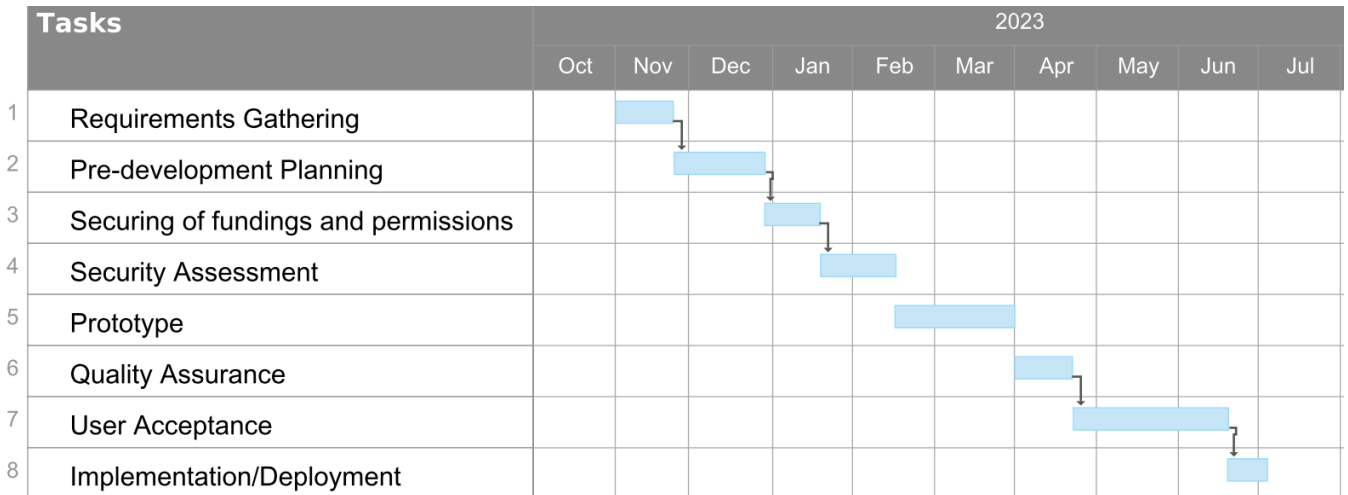 Tasks
2023
Oct Nov Dec Jan Feb Mar Apr May Jun Jul
1 Requirements Gathering
2 Pre-development Planning
3 Securing of fundings and permissions
4 Security Assessment
5 Prototype
6 Quality Assurance
7 User Acceptance
8 Implementation/Deployment